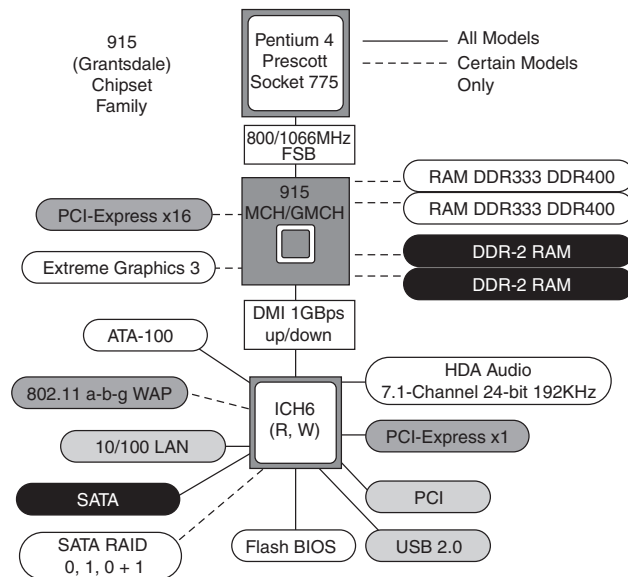 915
(Grantsdale)
Chipset
Family
Pentium 4
Prescott
Socket 775
All Models
Certain Models
Only
800/1066MHz
FSB
915
MCH/GMCH
RAM DDR333 DDR400
RAM DDR333 DDR400
PCI-Express x16
DDR-2 RAM
DDR-2 RAM
Extreme Graphics 3
DMI 1GBps
up/down
ATA-100
HDA Audio
7.1-Channel 24-bit 192KHz
802.11 a-b-g WAP
ICH6
(R, W)
10/100 LAN
PCI-Express x1
SATA
PCI
SATA RAID
0, 1, 0 + 1
Flash BIOS
USB 2.0